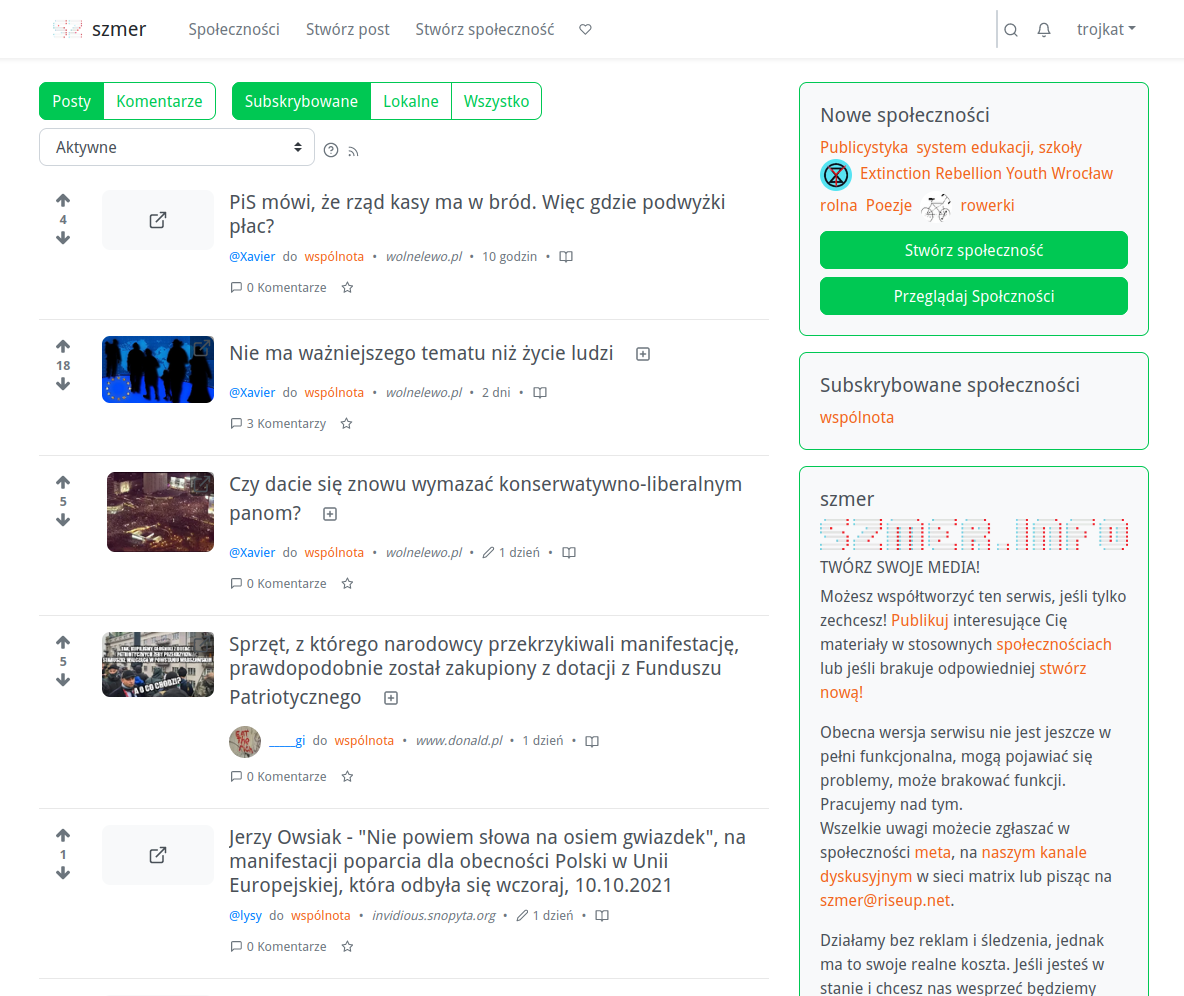 szmer Społeczności Stwórz post Stwórz społeczność trojkat
Posty Komentarze Subskrybowane Lokalne Wszystko
Aktywne
4
PiS mówi, że rząd kasy ma w bród. Więc gdzie podwyżki
płac?
@Xavier do wspólnota • wolnelewo.pl • 10 godzin •
0 Komentarze
18
Nie ma ważniejszego tematu niż życie ludzi
@Xavier do wspólnota • wolnelewo.pl • 2 dni •
3 Komentarzy
5
Czy dacie się znowu wymazać konserwatywno-liberalnym
panom?
@Xavier do wspólnota • wolnelewo.pl • 1 dzień •
0 Komentarze
5
A O CO CHODZI?
Sprzęt, z którego narodowcy przekrzykiwali manifestację,
prawdopodobnie został zakupiony z dotacji z Funduszu
Patriotycznego
EAT THE RICH
_____gi do wspólnota • www.donald.pl • 1 dzień •
0 Komentarze
1
Jerzy Owsiak - "Nie powiem słowa na osiem gwiazdek", na
manifestacji poparcia dla obecności Polski w Unii
Europejskiej, która odbyła się wczoraj, 10.10.2021
@lysy do wspólnota • invidious.snopyta.org • 1 dzień •
0 Komentarze
Nowe społeczności
Publicystyka system edukacji, szkoły
Extinction Rebellion Youth Wrocław
rolna Poezje rowerki
Stwórz społeczność
Przeglądaj Społczności
Subskrybowane społeczności
wspólnota
szmer
SZMER.INFO
TWÓRZ SWOJE MEDIA!
Możesz współtworzyć ten serwis, jeśli tylko
zechcesz! Publikuj interesujące Cię
materiały w stosownych społecznościach
lub jeśli brakuje odpowiedniej stwórz
nową!
Obecna wersja serwisu nie jest jeszcze w
pełni funkcjonalna, mogą pojawiać się
problemy, może brakować funkcji.
Pracujemy nad tym.
Wszelkie uwagi możecie zgłaszać w
społeczności meta, na naszym kanale
dyskusyjnym w sieci matrix lub pisząc na
szmer@riseup.net.
Działamy bez reklam i śledzenia, jednak
ma to swoje realne koszta. Jeśli jesteś w
stanie i chcesz nas wesprzeć będziemy